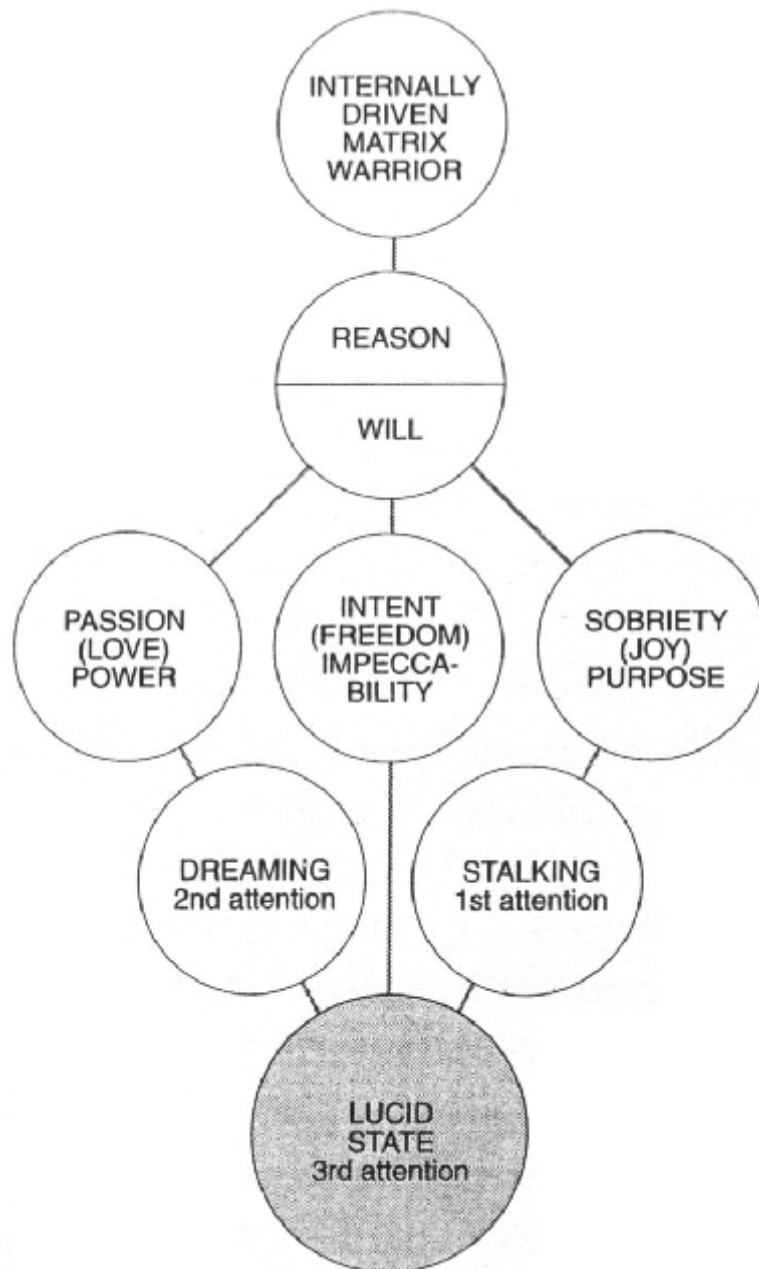 INTERNALLY
DRIVEN
MATRIX
WARRIOR
REASON
WILL
PASSION
(LOVE)
POWER
INTENT
(FREEDOM)
IMPECCA-
BILITY
SOBRIETY
(JOY)
PURPOSE
DREAMING
2nd attention
STALKING
1st attention
LUCID
STATE
3rd attention